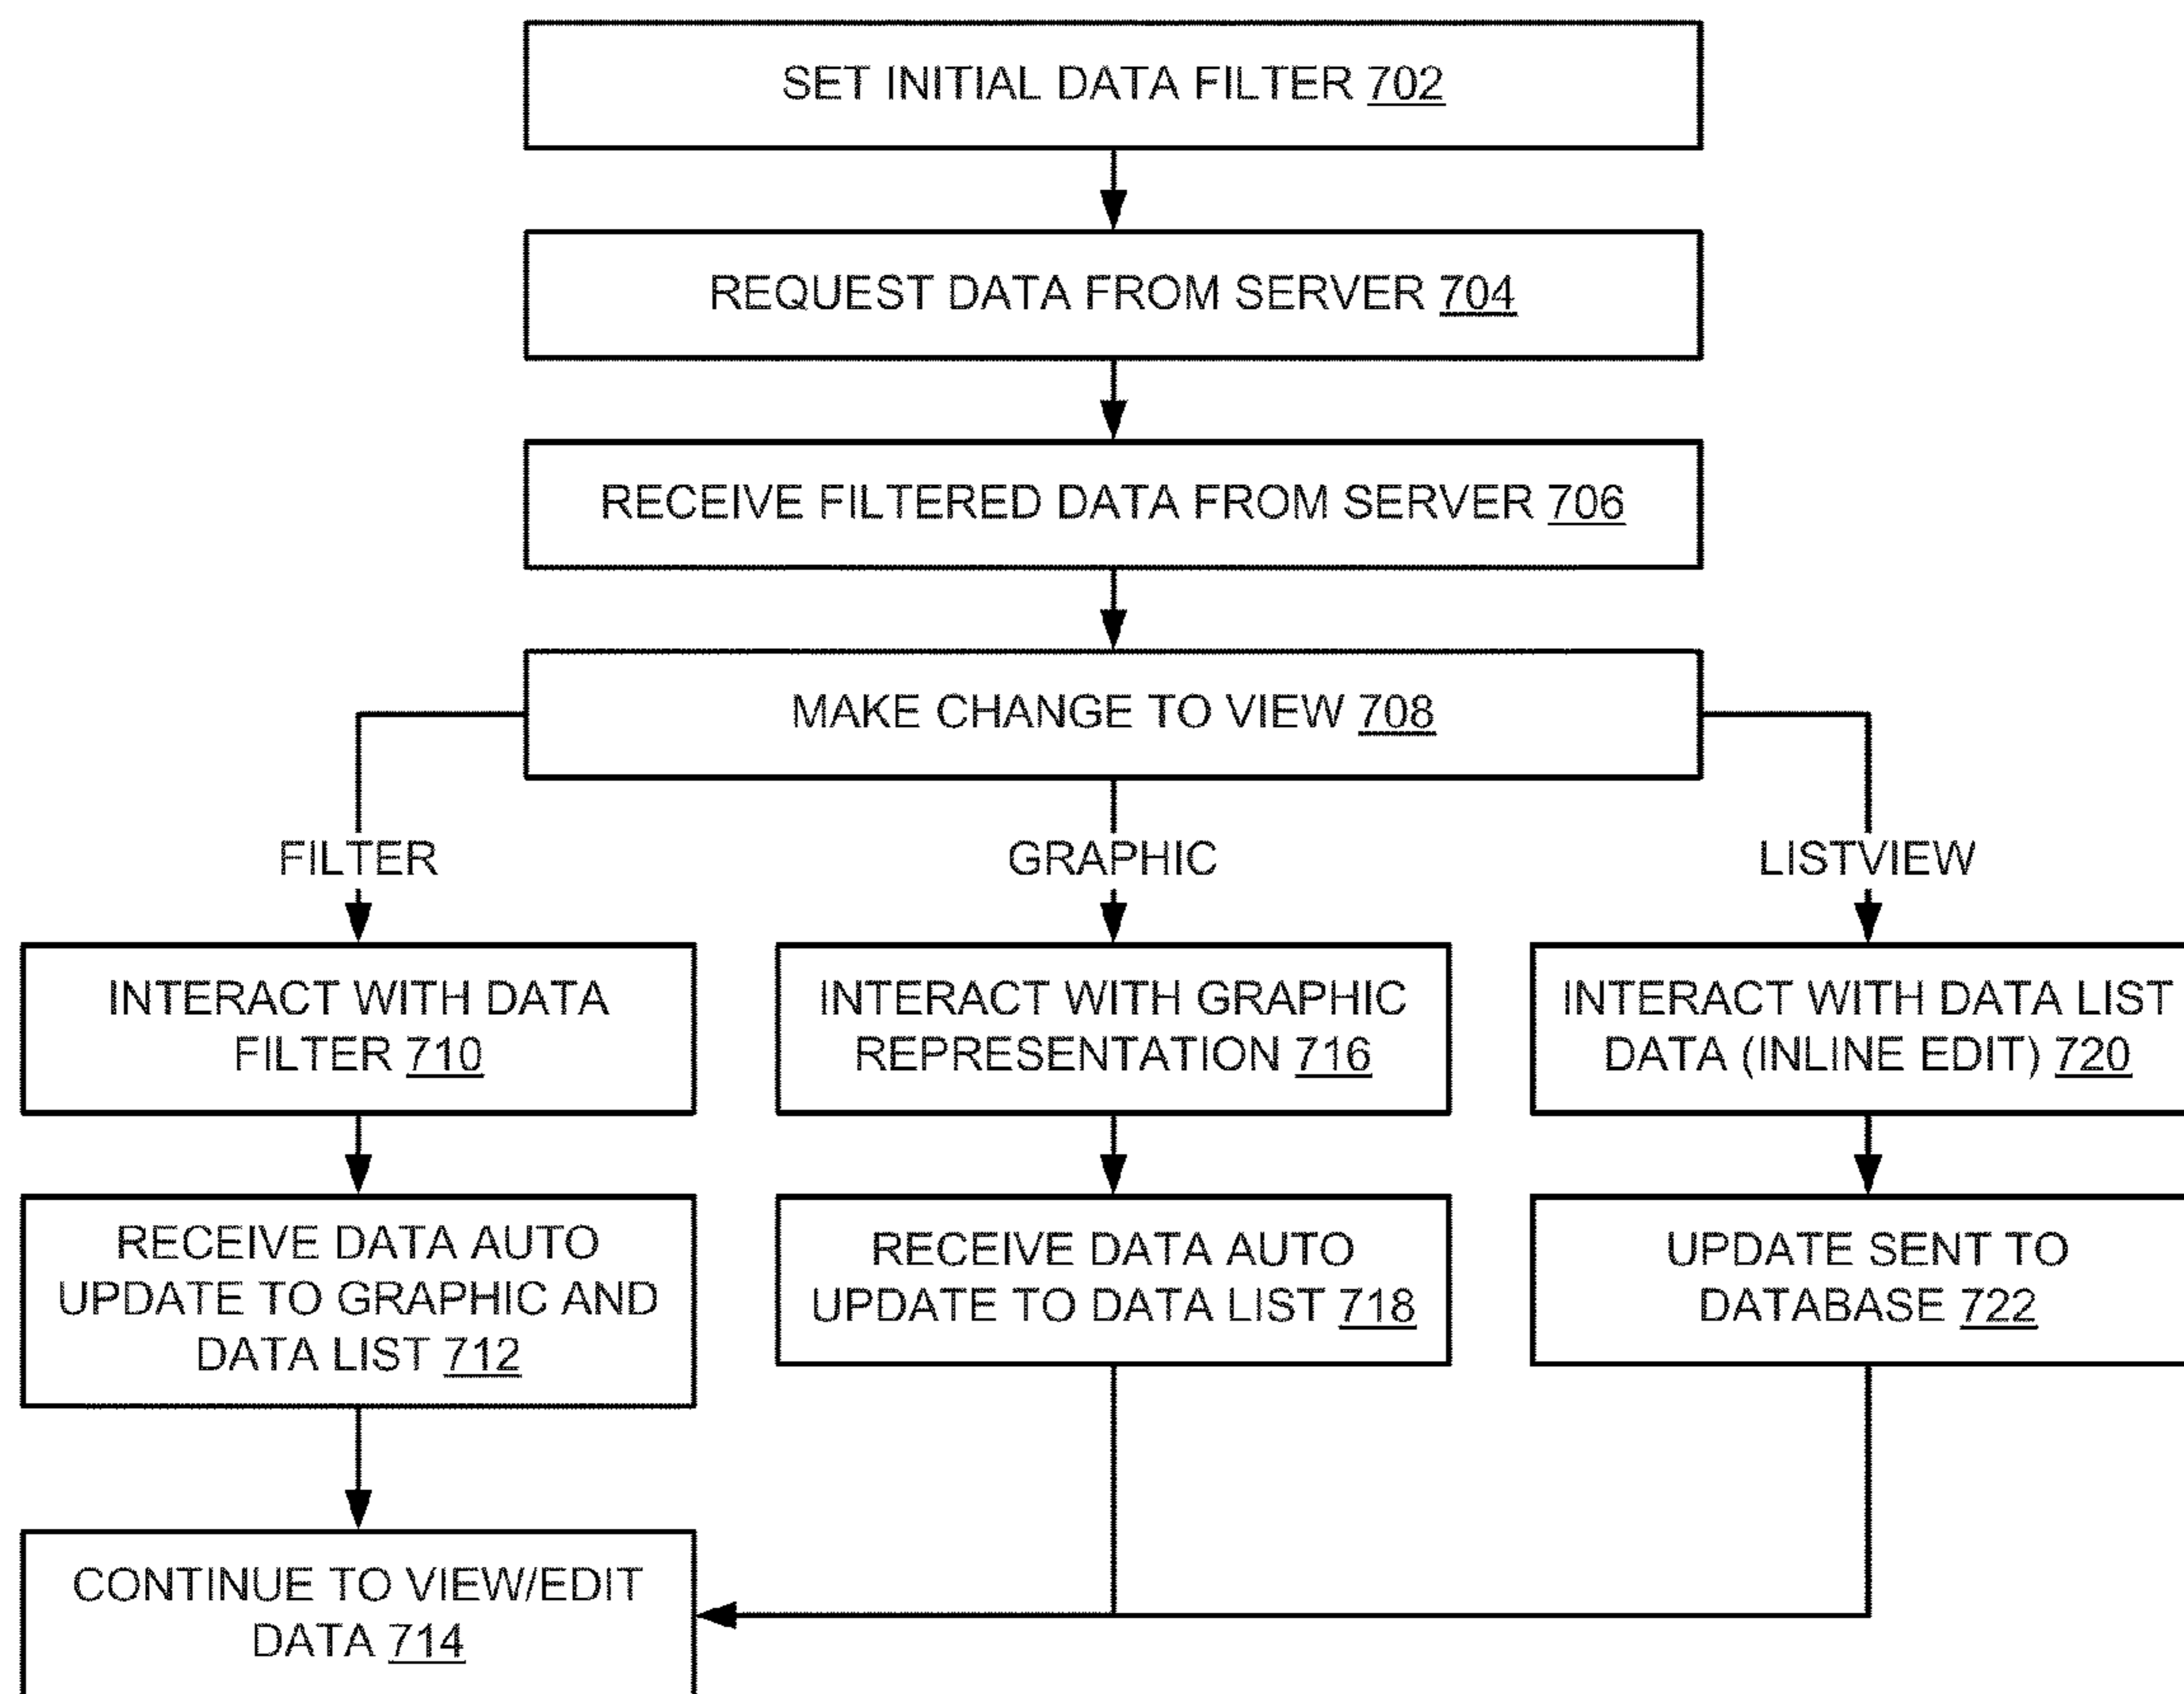 SET INITIAL DATA FILTER 702
REQUEST DATA FROM SERVER 704
RECEIVE FILTERED DATA FROM SERVER 706
MAKE CHANGE TO VIEW 708
FILTER
GRAPHIC
LISTVIEW
INTERACT WITH DATA
FILTER 710
INTERACT WITH GRAPHIC
REPRESENTATION 716
INTERACT WITH DATA LIST
DATA (INLINE EDIT) 720
RECEIVE DATA AUTO
UPDATE TO GRAPHIC AND
DATA LIST 712
RECEIVE DATA AUTO
UPDATE TO DATA LIST 718
UPDATE SENT TO
DATABASE 722
CONTINUE TO VIEW/EDIT
DATA 714